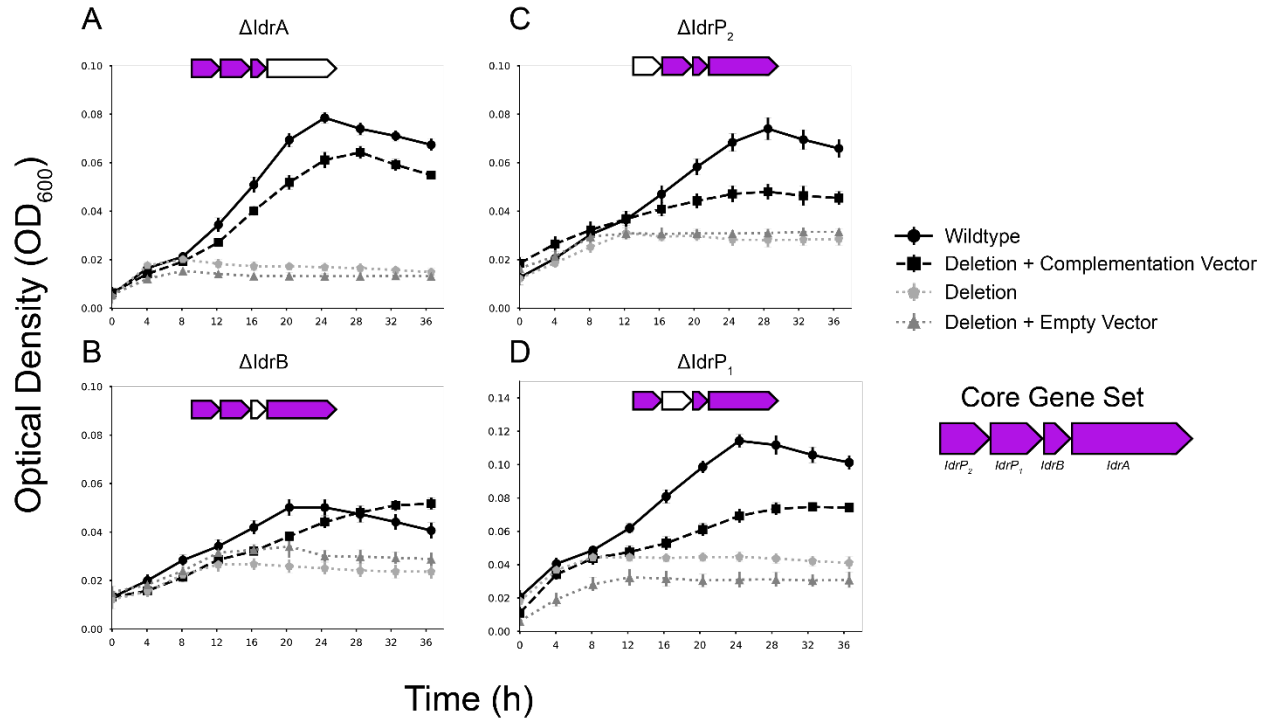 A
ΔIdrA
0.10
0.08
0.06
0.04
0.02
0.00
0 4 8 12 16 20 24 28 32 36
B
ΔIdrB
0.10
0.08
0.06
0.04
0.02
0.00
0 4 8 12 16 20 24 28 32 36
C
ΔIdrP2
0.10
0.08
0.06
0.04
0.02
0.00
0 4 8 12 16 20 24 28 32 36
D
ΔIdrP1
0.14
0.12
0.10
0.08
0.06
0.04
0.02
0.00
0 4 8 12 16 20 24 28 32 36
Optical Density (OD600)
Time (h)
Wildtype
Deletion + Complementation Vector
Deletion
Deletion + Empty Vector
Core Gene Set
IdrP2 IdrP1 IdrB IdrA